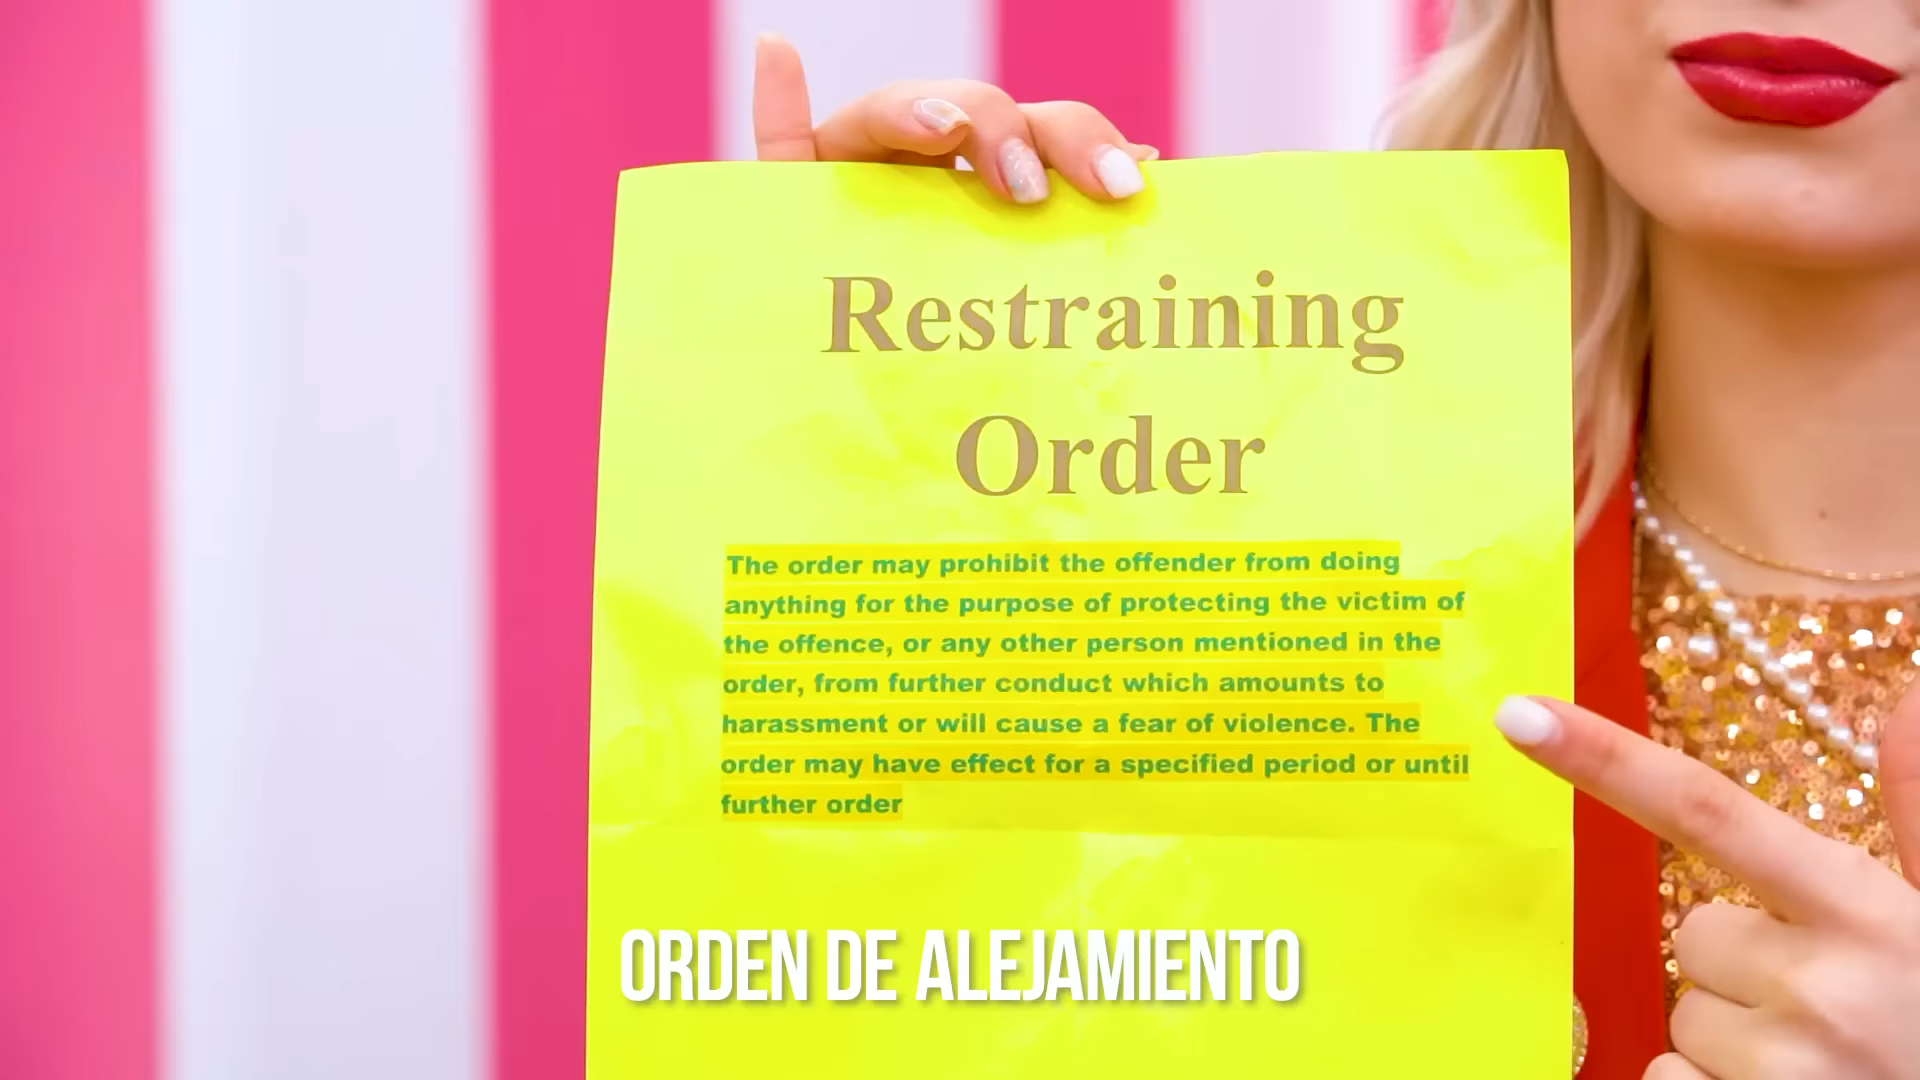 Restraining
Order
The order may prohibit the offender from doing
anything for the purpose of protecting the victim of
the offence, or any other person mentioned in the
order, from further conduct which amounts to
harassment or will cause a fear of violence. The
order may have effect for a specified period or until
further order
ORDEN DE ALEJAMIENTO